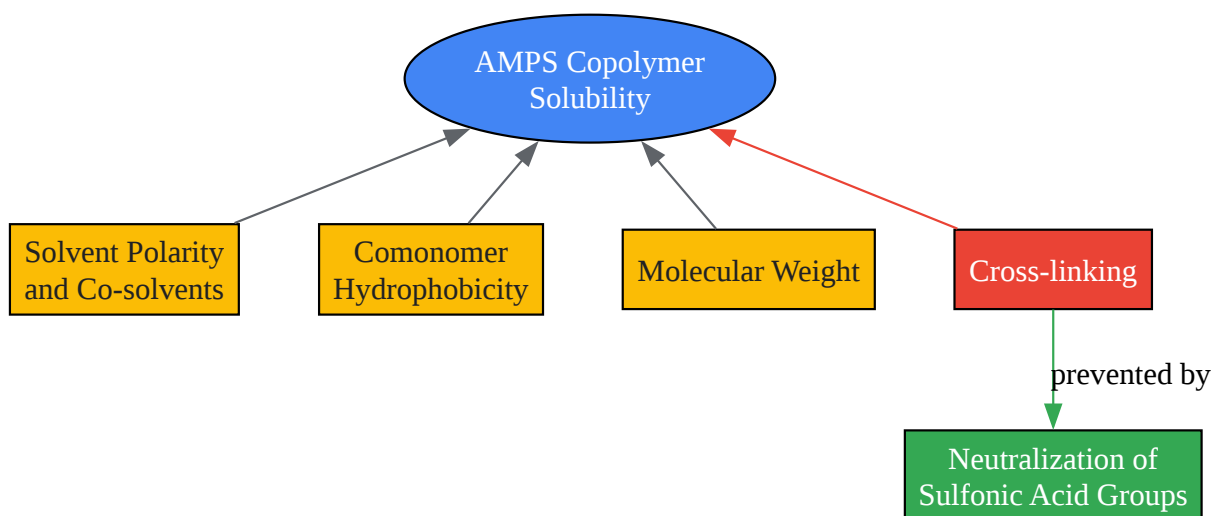 AMPS Copolymer
Solubility
Solvent Polarity
and Co-solvents
Comonomer
Hydrophobicity
Molecular Weight
Cross-linking
prevented by
Neutralization of
Sulfonic Acid Groups